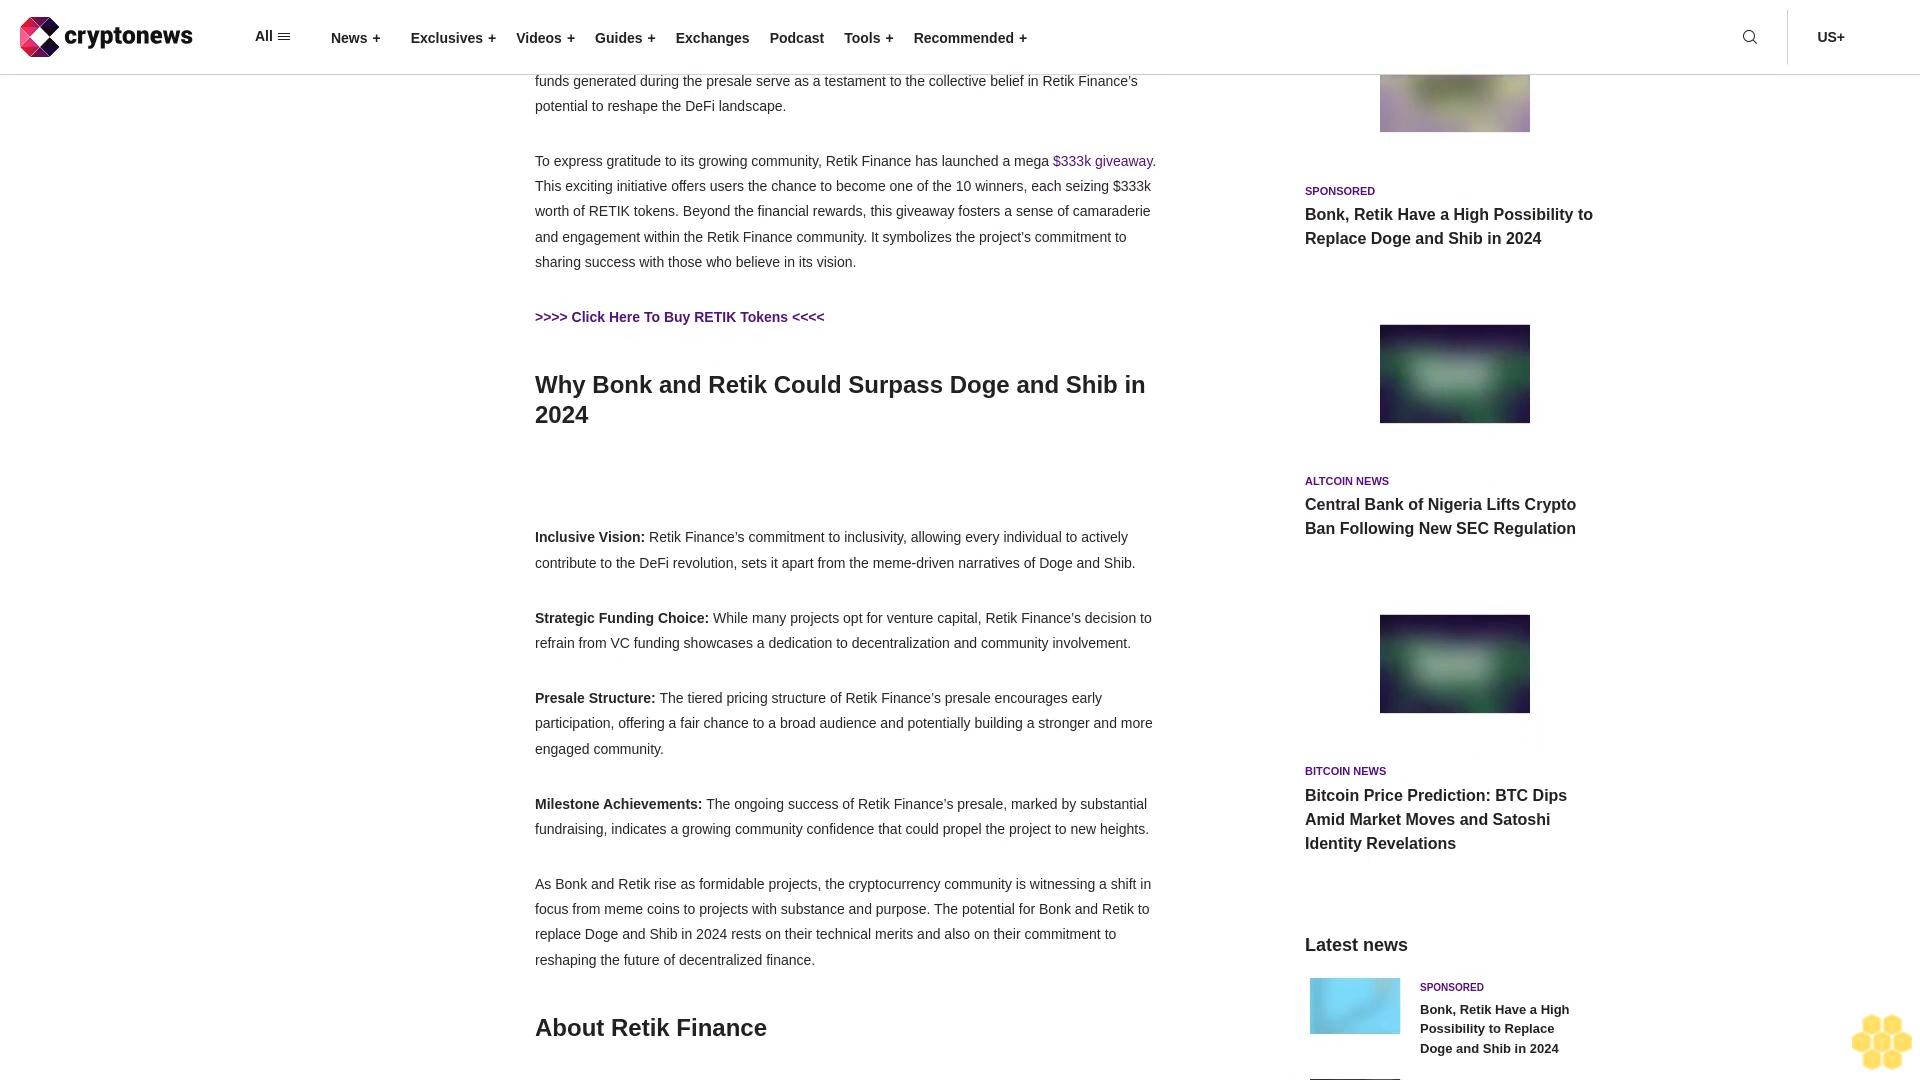 cryptonews
All
News +
Exclusives +
Videos +
Guides +
Exchanges
Podcast
Tools +
Recommended +
US+
funds generated during the presale serve as a testament to the collective belief in Retik Finance’s
potential to reshape the DeFi landscape.
To express gratitude to its growing community, Retik Finance has launched a mega $333k giveaway.
This exciting initiative offers users the chance to become one of the 10 winners, each seizing $333k
worth of RETIK tokens. Beyond the financial rewards, this giveaway fosters a sense of camaraderie
and engagement within the Retik Finance community. It symbolizes the project’s commitment to
sharing success with those who believe in its vision.
>>>> Click Here To Buy RETIK Tokens <<<<
Why Bonk and Retik Could Surpass Doge and Shib in
2024
Inclusive Vision: Retik Finance’s commitment to inclusivity, allowing every individual to actively
contribute to the DeFi revolution, sets it apart from the meme-driven narratives of Doge and Shib.
Strategic Funding Choice: While many projects opt for venture capital, Retik Finance’s decision to
refrain from VC funding showcases a dedication to decentralization and community involvement.
Presale Structure: The tiered pricing structure of Retik Finance’s presale encourages early
participation, offering a fair chance to a broad audience and potentially building a stronger and more
engaged community.
Milestone Achievements: The ongoing success of Retik Finance’s presale, marked by substantial
fundraising, indicates a growing community confidence that could propel the project to new heights.
As Bonk and Retik rise as formidable projects, the cryptocurrency community is witnessing a shift in
focus from meme coins to projects with substance and purpose. The potential for Bonk and Retik to
replace Doge and Shib in 2024 rests on their technical merits and also on their commitment to
reshaping the future of decentralized finance.
About Retik Finance
SPONSORED
Bonk, Retik Have a High Possibility to
Replace Doge and Shib in 2024
ALTCOIN NEWS
Central Bank of Nigeria Lifts Crypto
Ban Following New SEC Regulation
BITCOIN NEWS
Bitcoin Price Prediction: BTC Dips
Amid Market Moves and Satoshi
Identity Revelations
Latest news
SPONSORED
Bonk, Retik Have a High
Possibility to Replace
Doge and Shib in 2024